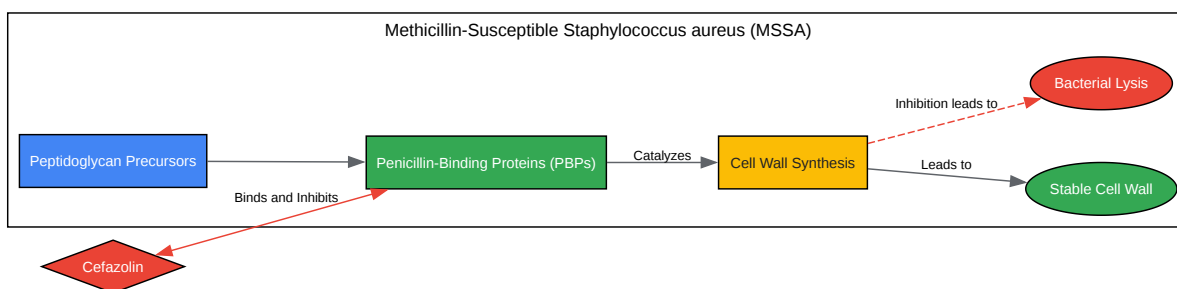 Methicillin-Susceptible Staphylococcus aureus (MSSA)
Bacterial Lysis
Inhibition leads to
Peptidoglycan Precursors
Penicillin-Binding Proteins (PBPs)
Catalyzes
Cell Wall Synthesis
Leads to
Stable Cell Wall
Binds and Inhibits
Cefazolin